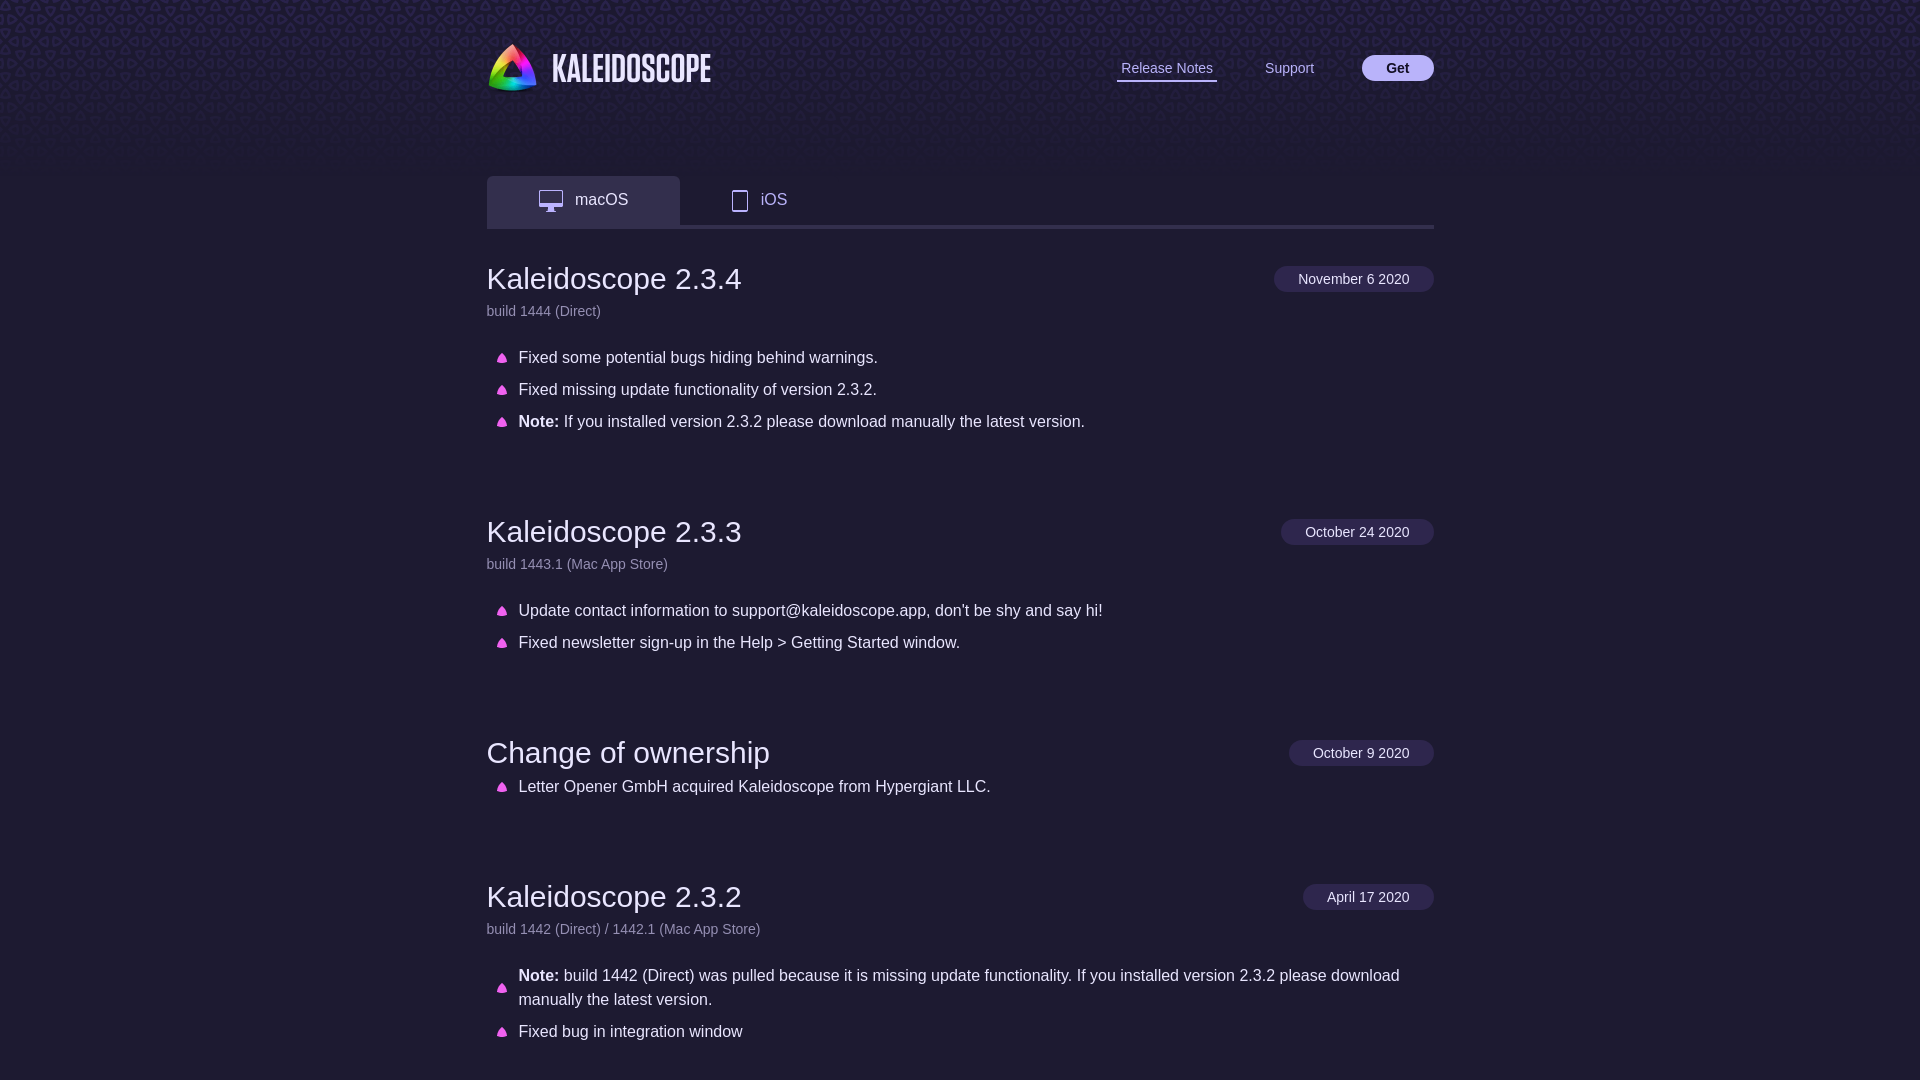 KALEIDOSCOPE
Release Notes
Support
Get
macOS
iOS
Kaleidoscope 2.3.4
November 6 2020
build 1444 (Direct)
Fixed some potential bugs hiding behind warnings.
Fixed missing update functionality of version 2.3.2.
Note: If you installed version 2.3.2 please download manually the latest version.
Kaleidoscope 2.3.3
October 24 2020
build 1443.1 (Mac App Store)
Update contact information to support@kaleidoscope.app, don't be shy and say hi!
Fixed newsletter sign-up in the Help > Getting Started window.
Change of ownership
October 9 2020
Letter Opener GmbH acquired Kaleidoscope from Hypergiant LLC.
Kaleidoscope 2.3.2
April 17 2020
build 1442 (Direct) / 1442.1 (Mac App Store)
Note: build 1442 (Direct) was pulled because it is missing update functionality. If you installed version 2.3.2 please download
manually the latest version.
Fixed bug in integration window